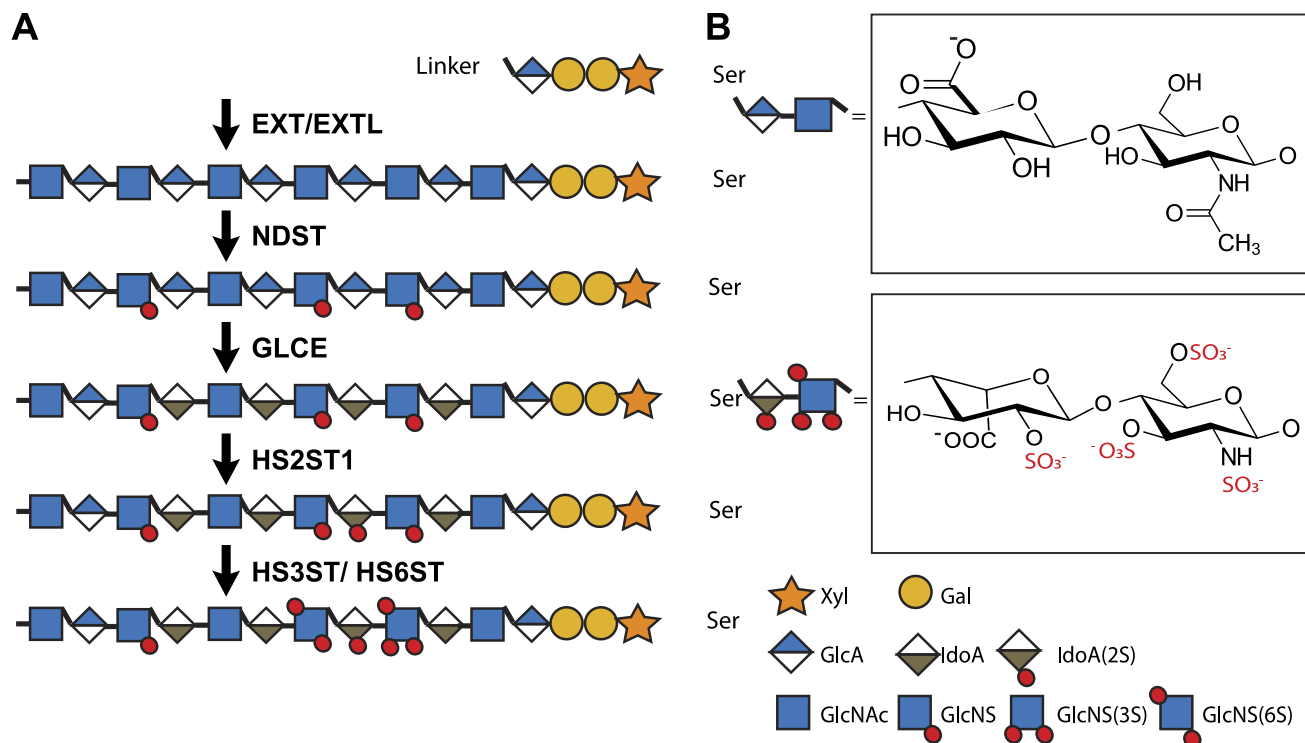 A
Linker
EXT/EXTL
NDST
GLCE
HS2ST1
HS3ST/ HS6ST
B
Ser
=
⁻O
O
O
HO
OH
O
OH
O
HO
O
NH
O
CH₃
Ser
Ser
Ser
=
O
HO
⁻OOC
O
SO₃⁻
O
OSO₃⁻
O
O
⁻O₃S
NH
SO₃⁻
O
Ser
Ser
Xyl
Gal
GlcA
IdoA
IdoA(2S)
GlcNAc
GlcNS
GlcNS(3S)
GlcNS(6S)